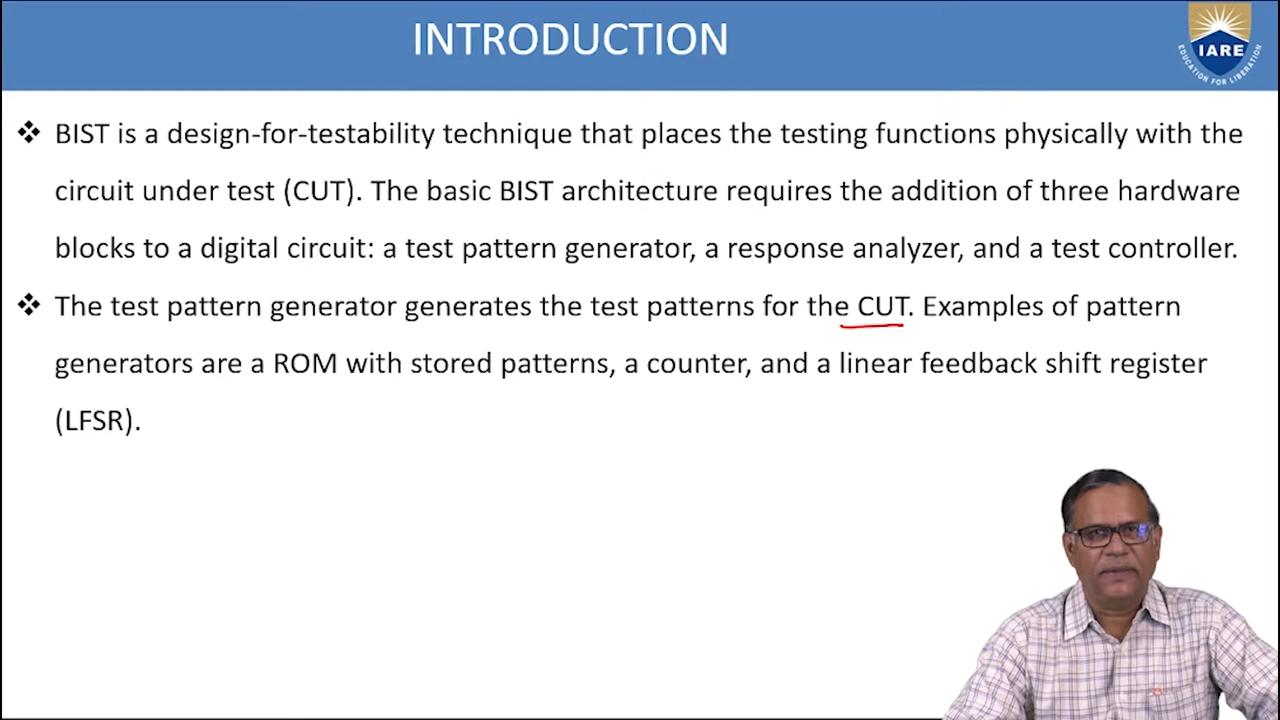 INTRODUCTION
IARE
EDUCATION FOR LIBERATION
❖ BIST is a design-for-testability technique that places the testing functions physically with the
circuit under test (CUT). The basic BIST architecture requires the addition of three hardware
blocks to a digital circuit: a test pattern generator, a response analyzer, and a test controller.
❖ The test pattern generator generates the test patterns for the CUT. Examples of pattern
generators are a ROM with stored patterns, a counter, and a linear feedback shift register
(LFSR).